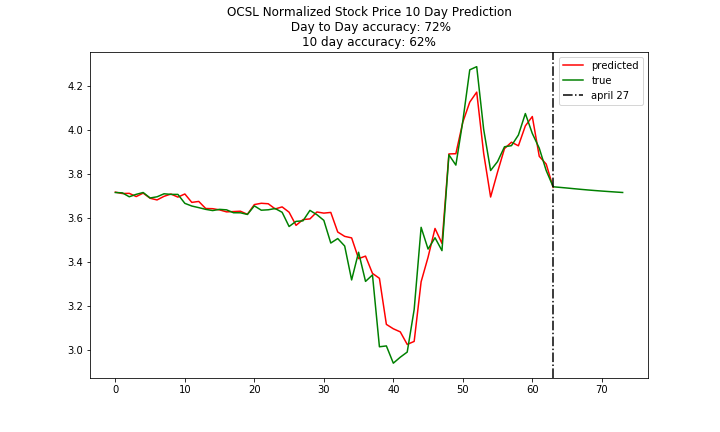 OCSL Normalized Stock Price 10 Day Prediction
Day to Day accuracy: 72%
10 day accuracy: 62%
predicted
true
april 27
4.2
4.0
3.8
3.6
3.4
3.2
3.0
0 10 20 30 40 50 60 70